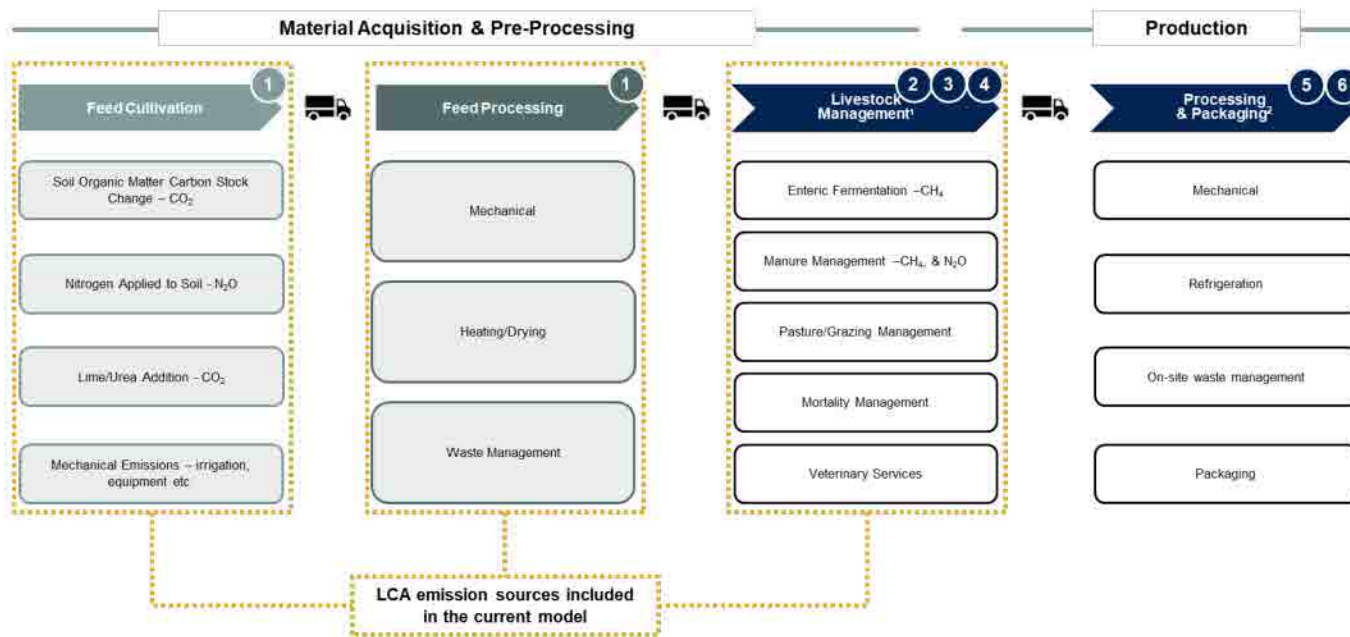 Material Acquisition & Pre-Processing
Production
1
Feed Cultivation
1
Feed Processing
2 3 4
Livestock
Management¹
5 6
Processing
& Packaging²
Soil Organic Matter Carbon Stock
Change – CO₂
Nitrogen Applied to Soil - N₂O
Lime/Urea Addition - CO₂
Mechanical Emissions – irrigation,
equipment etc
Mechanical
Heating/Drying
Waste Management
Enteric Fermentation –CH₄
Manure Management –CH₄, & N₂O
Pasture/Grazing Management
Mortality Management
Veterinary Services
Mechanical
Refrigeration
On-site waste management
Packaging
LCA emission sources included
in the current model